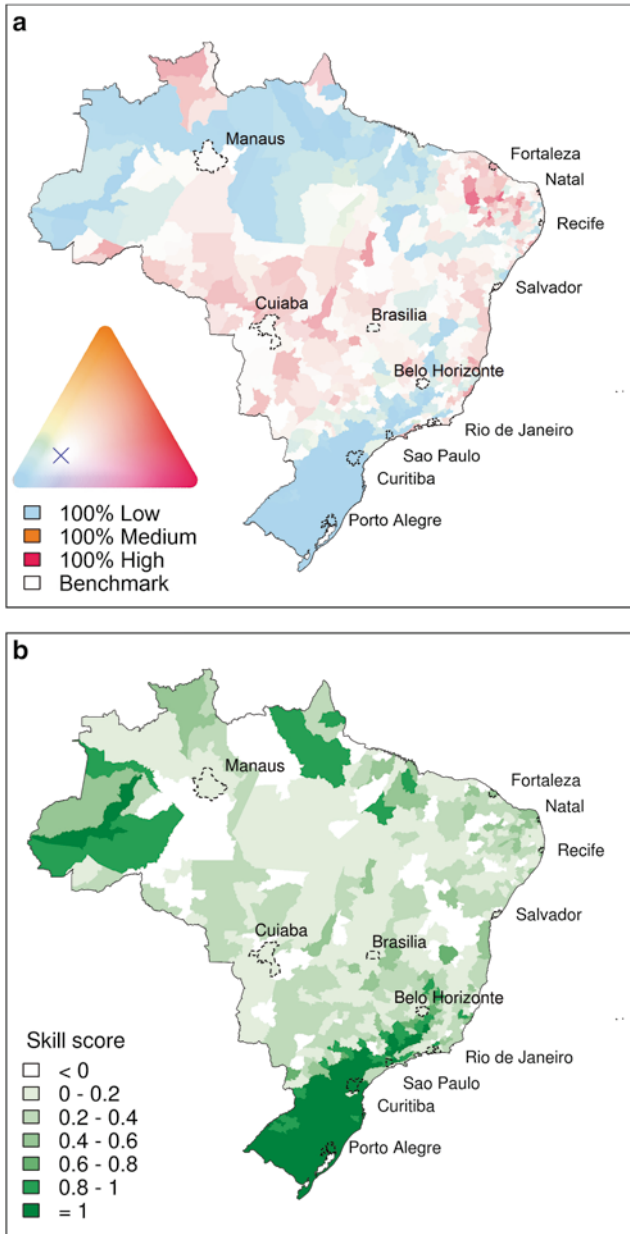 a
Manaus
Fortaleza
Natal
Recife
Salvador
Cuiaba
Brasilia
Belo Horizonte
Rio de Janeiro
Sao Paulo
Curitiba
Porto Alegre
100% Low
100% Medium
100% High
Benchmark
b
Manaus
Fortaleza
Natal
Recife
Salvador
Cuiaba
Brasilia
Belo Horizonte
Rio de Janeiro
Sao Paulo
Curitiba
Porto Alegre
Skill score
< 0
0 - 0.2
0.2 - 0.4
0.4 - 0.6
0.6 - 0.8
0.8 - 1
= 1